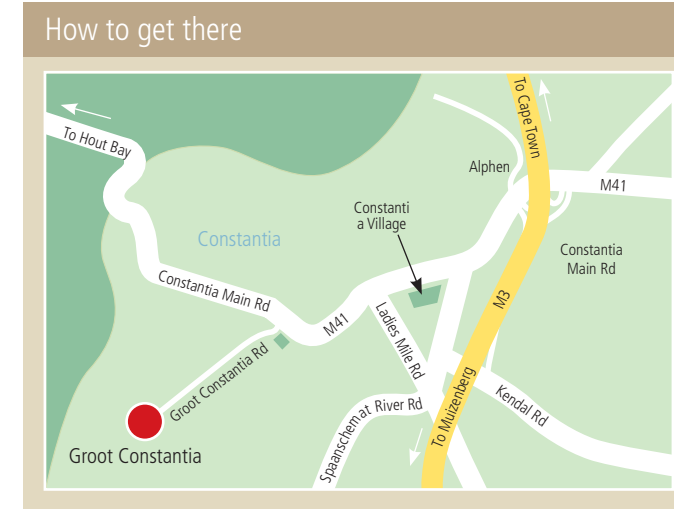 How to get there
To Hout Bay
To Cape Town
Alphen
M41
Constanti
a Village
Constantia
Constantia
Main Rd
Constantia Main Rd
M3
M41
Ladies Mile Rd
Groot Constantia Rd
Kendal Rd
To Muizenberg
Spaanschemat River Rd
Groot Constantia